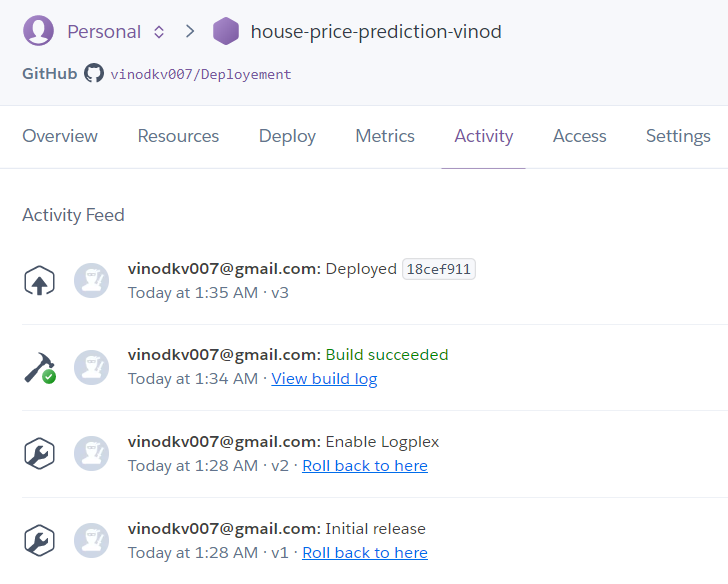 Personal house-price-prediction-vinod
GitHub vinodkv007/Deployement
Overview Resources Deploy Metrics Activity Access Settings
Activity Feed
vinodkv007@gmail.com: Deployed 18cef911
Today at 1:35 AM · v3
vinodkv007@gmail.com: Build succeeded
Today at 1:34 AM · View build log
vinodkv007@gmail.com: Enable Logplex
Today at 1:28 AM · v2 · Roll back to here
vinodkv007@gmail.com: Initial release
Today at 1:28 AM · v1 · Roll back to here